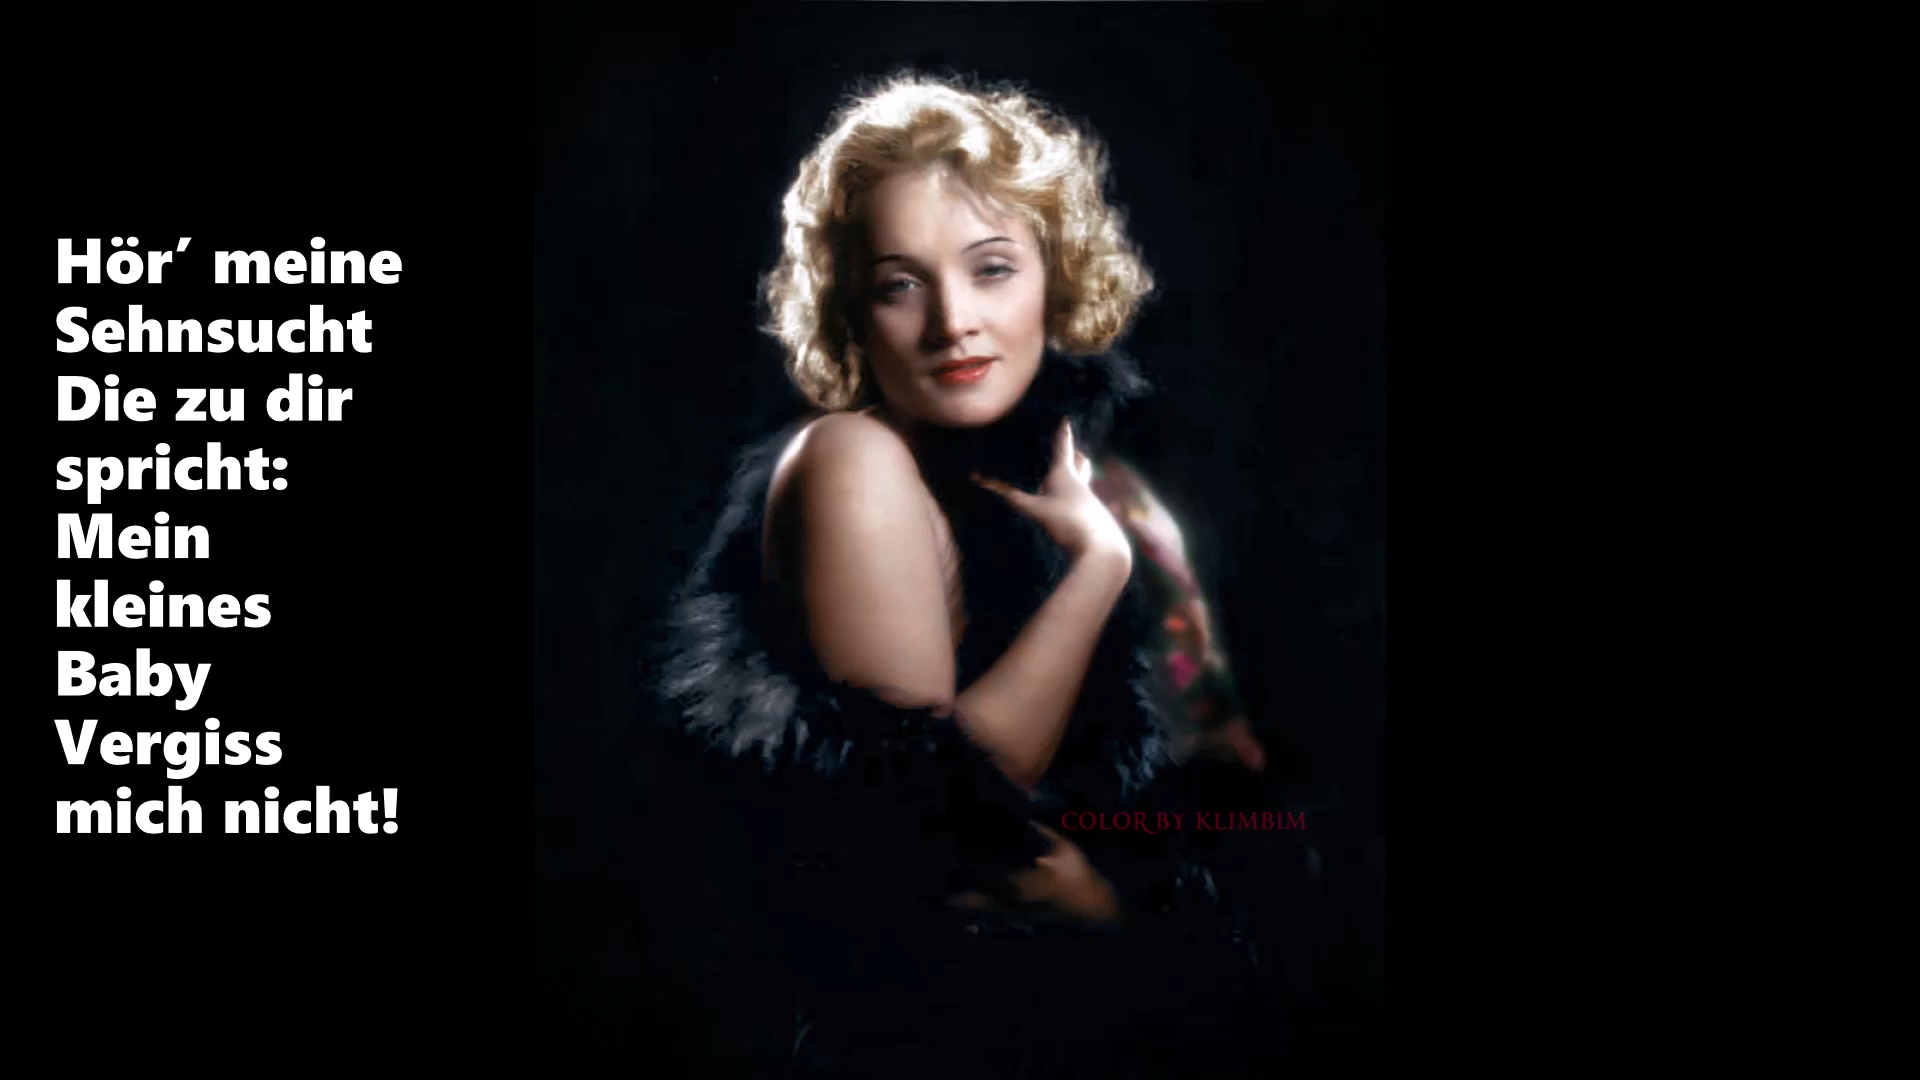 Hör’ meine
Sehnsucht
Die zu dir
spricht:
Mein
kleines
Baby
Vergiss
mich nicht!
COLOR BY KLIMBIM